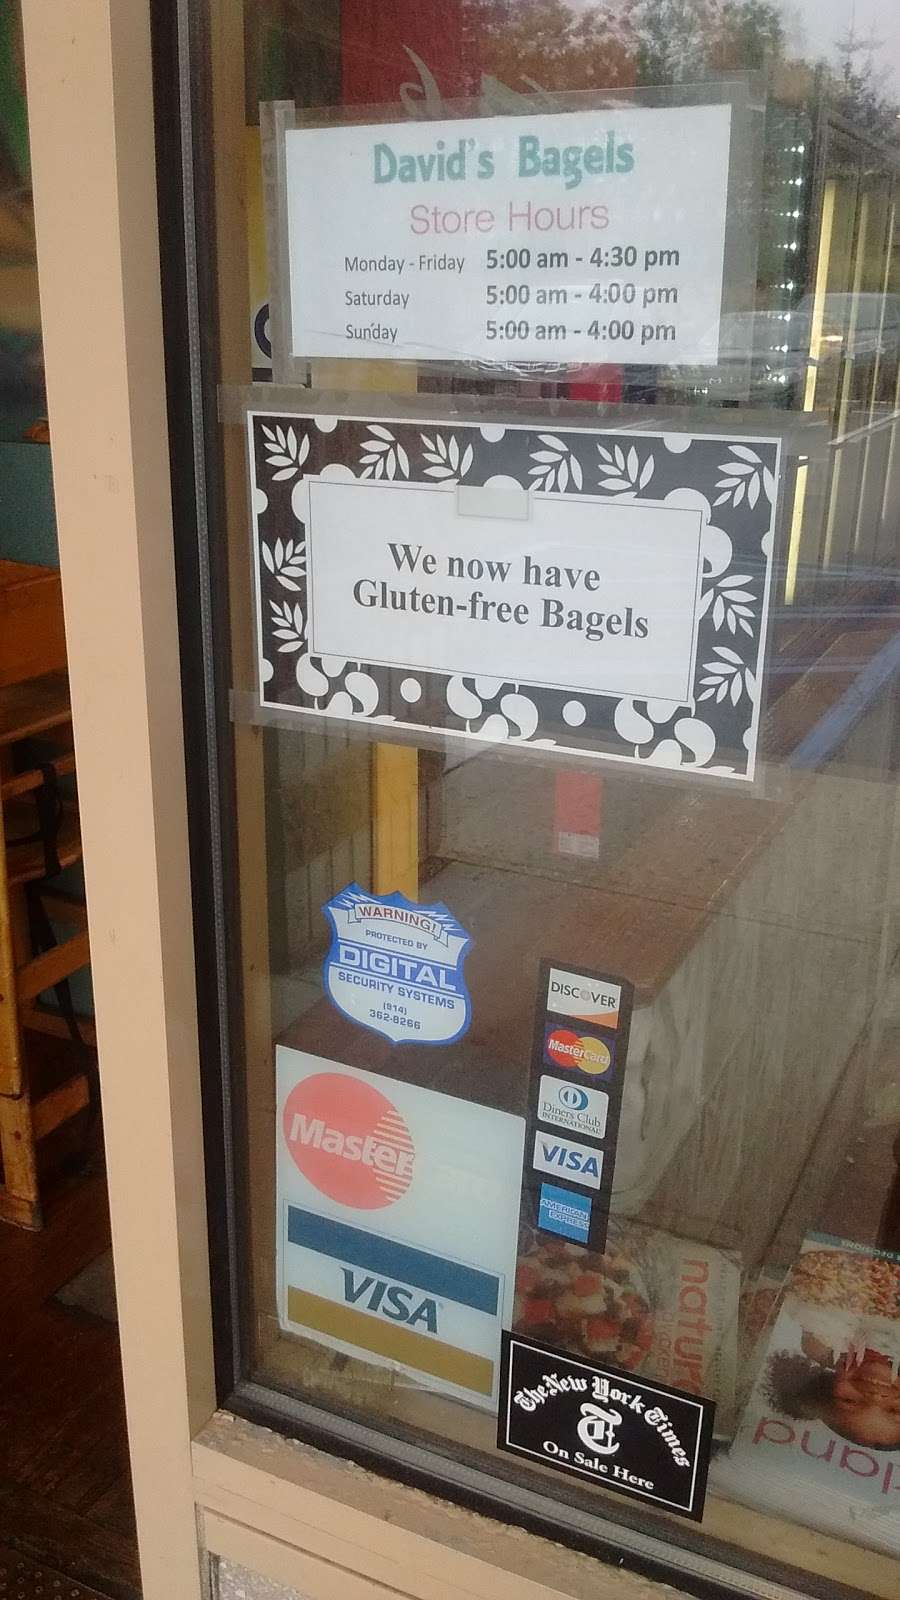 David's Bagels
Store Hours
Monday - Friday 5:00 am - 4:30 pm
Saturday 5:00 am - 4:00 pm
Sunday 5:00 am - 4:00 pm
We now have
Gluten-free Bagels
WARNING!
PROTECTED BY
DIGITAL
SECURITY SYSTEMS
(914)
362-8266
DISCOVER
MasterCard
Diners Club
INTERNATIONAL
VISA
AMERICAN
EXPRESS
Master
VISA
The New York Times
T
On Sale Here